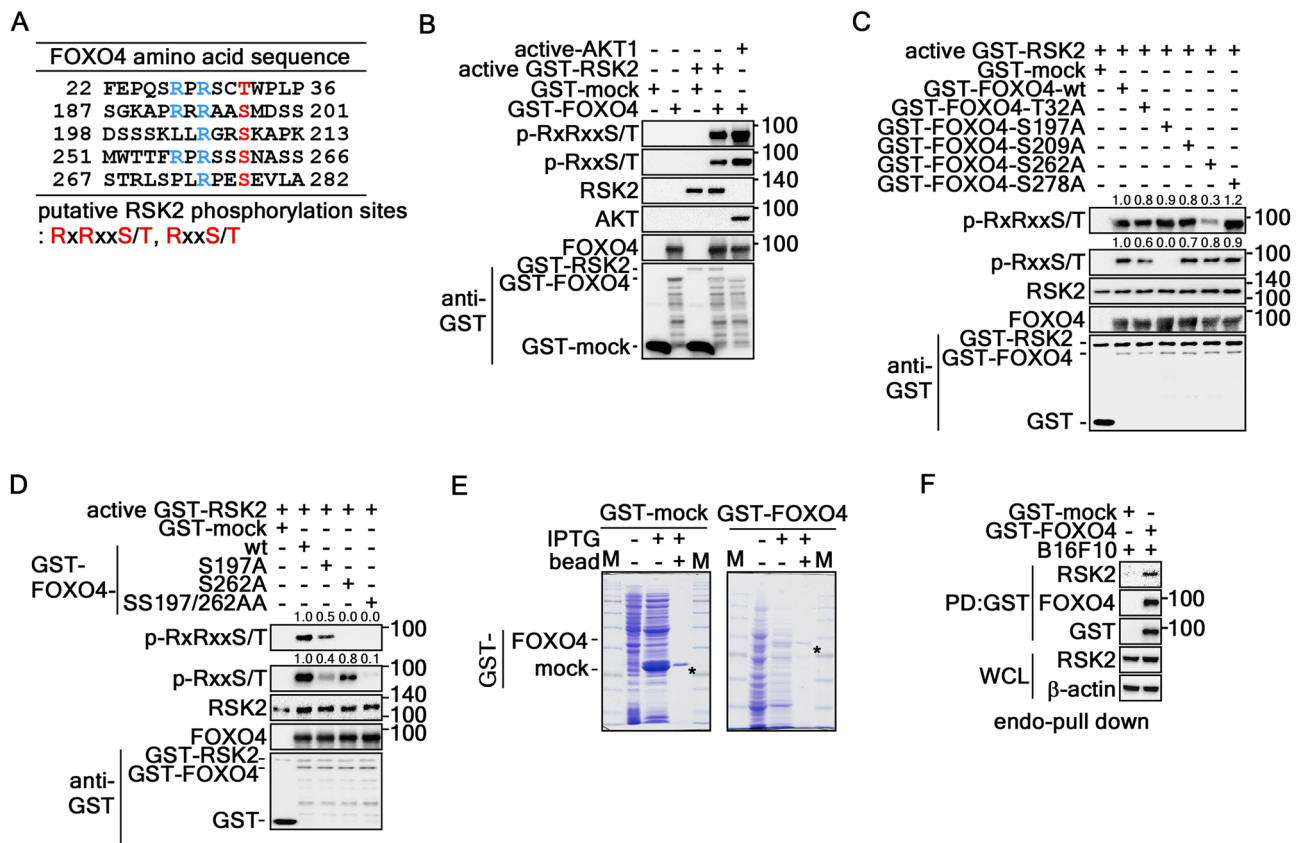 A
FOXO4 amino acid sequence
22 FEPQSRPRSCTWPLP 36
187 SGKAPRRRAASMDSS 201
198 DSSSKLLRGRSKAPK 213
251 MWTTFRPRSSSNASS 266
267 STRLSPLRPESEVLA 282
putative RSK2 phosphorylation sites
: RxRxxS/T, RxxS/T
B
active-AKT1 - - - - +
active GST-RSK2 - - + + -
GST-mock + - + - -
GST-FOXO4 - + - + +
p-RxRxxS/T 100
p-RxxS/T 100
RSK2 140
AKT
FOXO4 100
GST-RSK2-
GST-FOXO4-
anti-GST
GST-mock-
C
active GST-RSK2 + + + + + + +
GST-mock + - - - - - -
GST-FOXO4-wt - + - - - - -
GST-FOXO4-T32A - - + - - - -
GST-FOXO4-S197A - - - + - - -
GST-FOXO4-S209A - - - - + - -
GST-FOXO4-S262A - - - - - + -
GST-FOXO4-S278A - - - - - - +
1.0 0.8 0.9 0.8 0.3 1.2
p-RxRxxS/T 100
1.0 0.6 0.0 0.7 0.8 0.9
p-RxxS/T 100
RSK2 140
100
FOXO4 100
GST-RSK2 -
GST-FOXO4 -
anti-GST
GST -
D
active GST-RSK2 + + + + +
GST-mock + - - - -
GST-FOXO4-
wt - + - - -
S197A - - + - -
S262A - - - + -
SS197/262AA - - - - +
1.0 0.5 0.0 0.0
p-RxRxxS/T 100
1.0 0.4 0.8 0.1
p-RxxS/T 100
RSK2 140
100
FOXO4 100
GST-RSK2-
GST-FOXO4-
anti-GST
GST-
E
GST-mock GST-FOXO4
IPTG - + + - + +
bead M - - + M M - - + M
GST-
FOXO4 -
mock -
*
*
F
GST-mock + -
GST-FOXO4 - +
B16F10 + +
PD:GST
RSK2
FOXO4 100
GST 100
WCL
RSK2
β-actin
endo-pull down